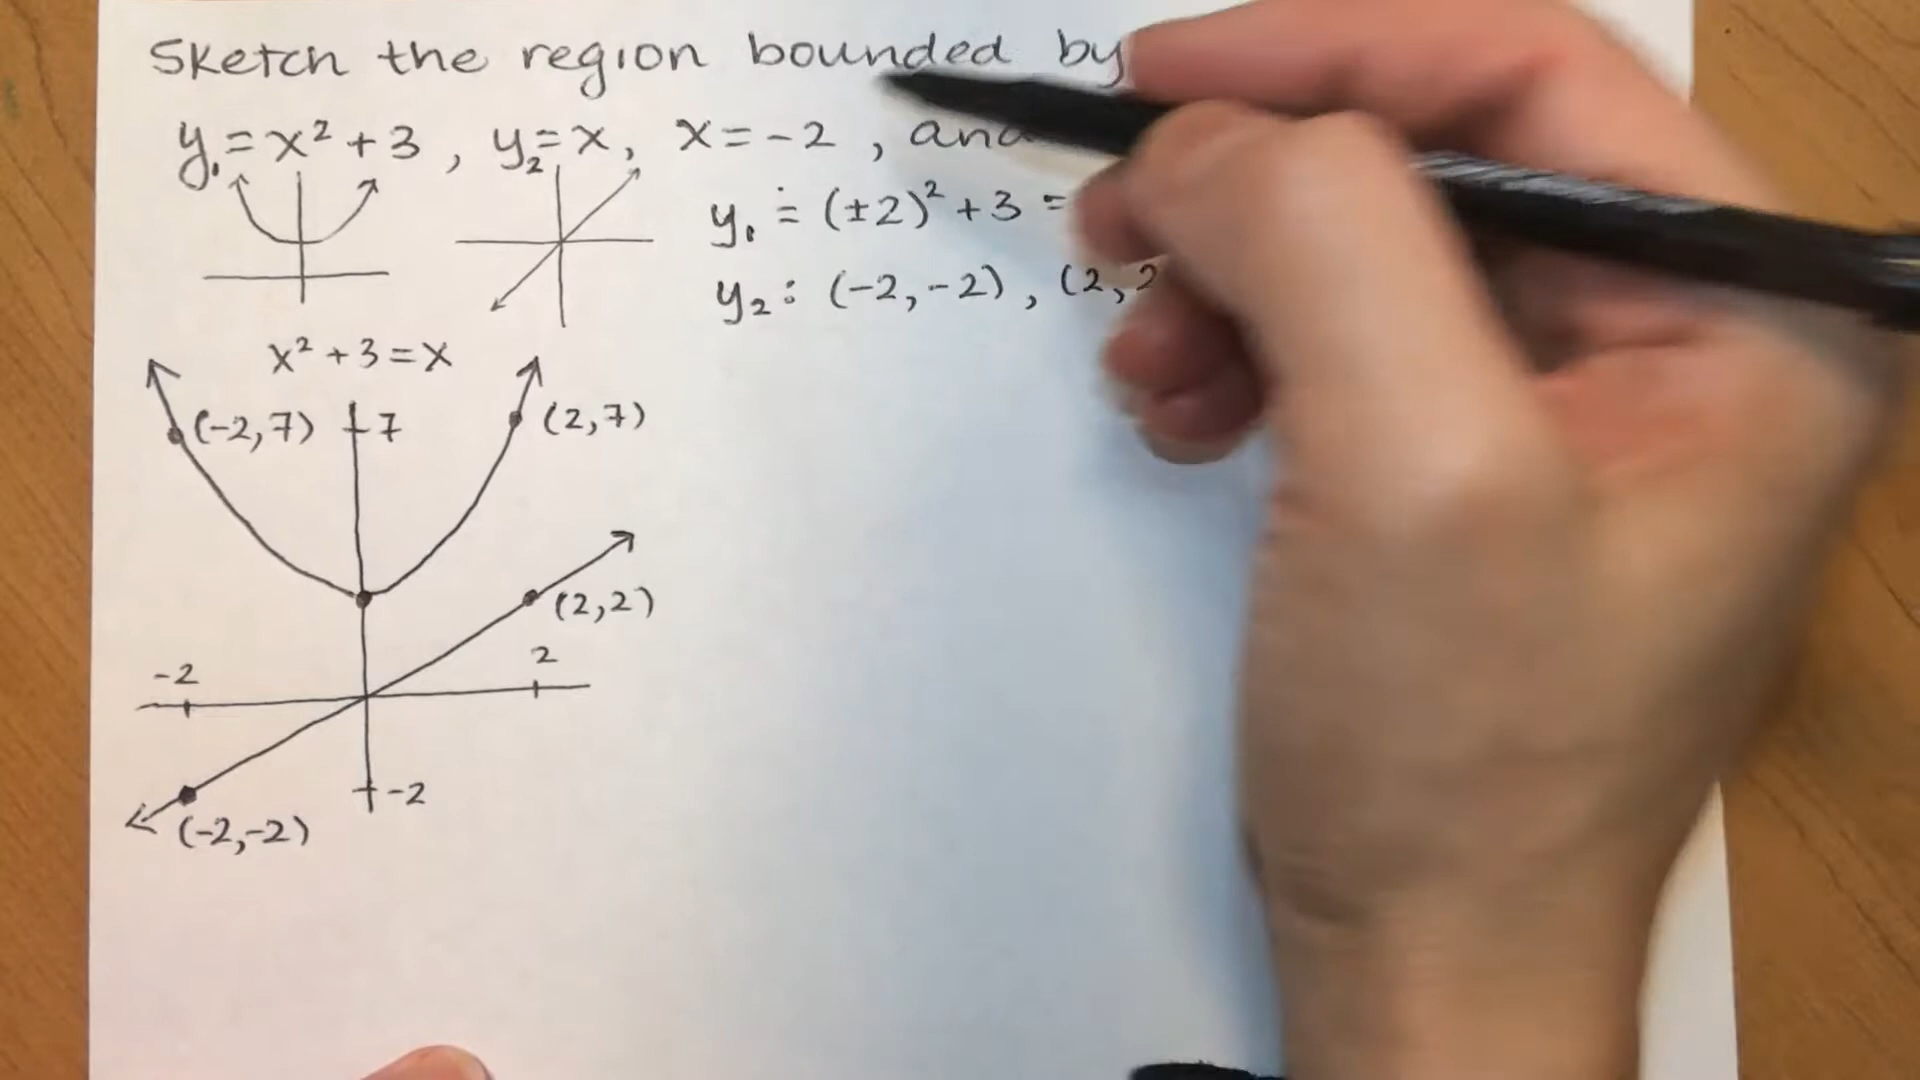 Sketch the region bounded by
y₁=x²+3, y₂=x, x=-2, and
y₁: (±2)²+3 =
y₂: (-2,-2), (2,2
x²+3=x
(-2,7) 7 (2,7)
(2,2)
-2 2
-2
(-2,-2)